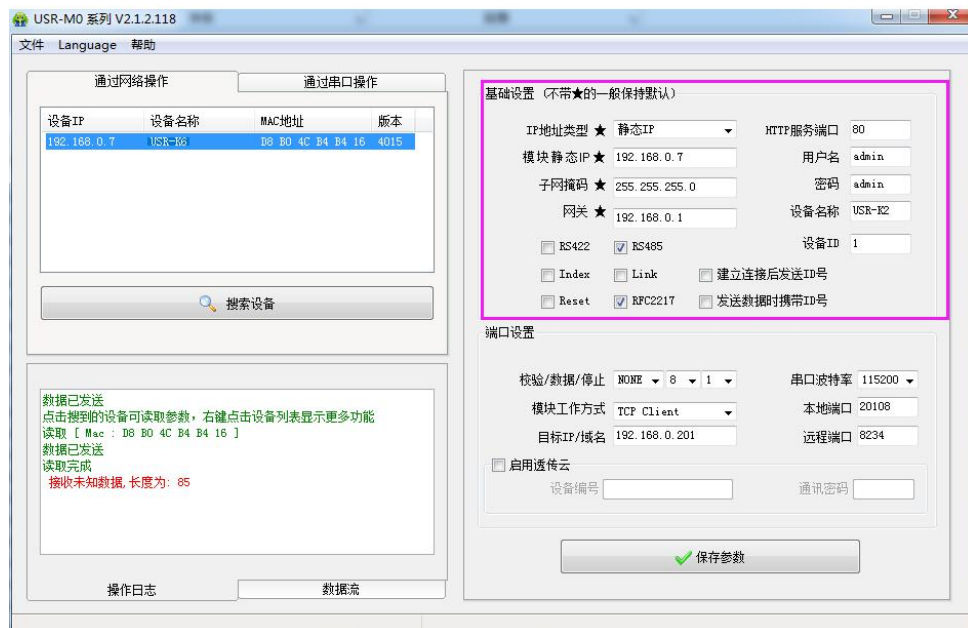 USR-M0 系列 V2.1.2.118
文件 Language 帮助
通过网络操作 通过串口操作
设备IP 设备名称 MAC地址 版本
192.168.0.7 USR-K6 D8 B0 4C B4 B4 16 4015
搜索设备
数据已发送
点击搜到的设备可读取参数，右键点击设备列表显示更多功能
读取 [ Mac : D8 B0 4C B4 B4 16 ]
数据已发送
读取完成
接收未知数据,长度为: 85
操作日志 数据流
基础设置 (不带★的一般保持默认)
IP地址类型 ★ 静态IP HTTP服务端口 80
模块静态IP★ 192.168.0.7 用户名 admin
子网掩码 ★ 255.255.255.0 密码 admin
网关 ★ 192.168.0.1 设备名称 USR-K2
RS422 RS485 设备ID 1
Index Link 建立连接后发送ID号
Reset RFC2217 发送数据时携带ID号
端口设置
校验/数据/停止 NONE 8 1 串口波特率 115200
模块工作方式 TCP Client 本地端口 20108
目标IP/域名 192.168.0.201 远程端口 8234
启用透传云
设备编号 通讯密码
保存参数